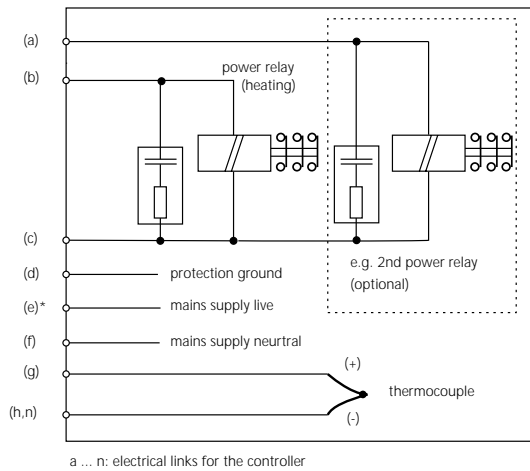 (a)
(b)
power relay
(heating)
(c)
e.g. 2nd power relay
(optional)
(d)
protection ground
(e)*
mains supply live
(f)
mains supply neurtral
(g)
(+)
thermocouple
(h,n)
(-)
a ... n: electrical links for the controller